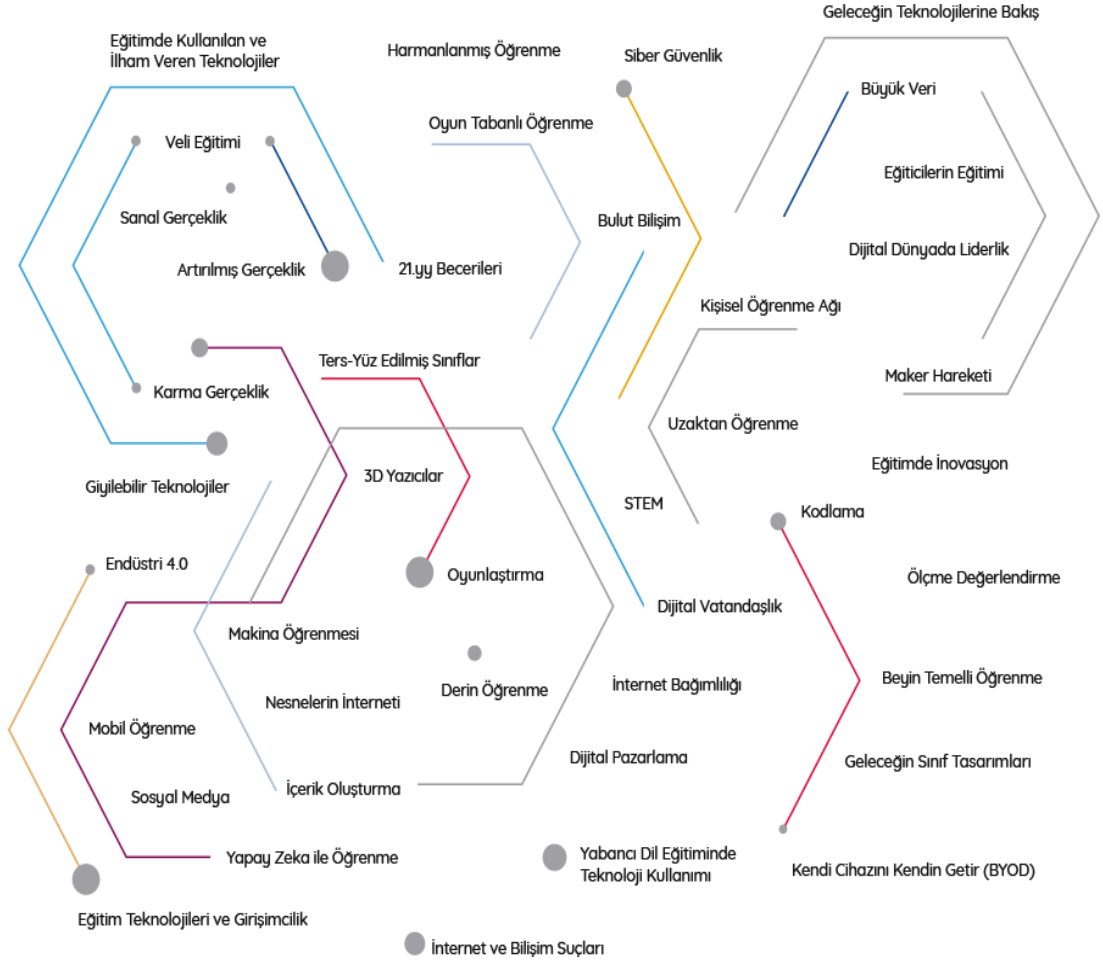 Geleceğin Teknolojilerine Bakış
Eğitimde Kullanılan ve
İlham Veren Teknolojiler
Harmanlanmış Öğrenme
Siber Güvenlik
Büyük Veri
Oyun Tabanlı Öğrenme
Veli Eğitimi
Eğiticilerin Eğitimi
Sanal Gerçeklik
Bulut Bilişim
Dijital Dünyada Liderlik
Artırılmış Gerçeklik
21.yy Becerileri
Kişisel Öğrenme Ağı
Ters-Yüz Edilmiş Sınıflar
Maker Hareketi
Karma Gerçeklik
Uzaktan Öğrenme
Eğitimde İnovasyon
3D Yazıcılar
Giyilebilir Teknolojiler
STEM
Kodlama
Endüstri 4.0
Oyunlaştırma
Ölçme Değerlendirme
Dijital Vatandaşlık
Makina Öğrenmesi
Beyin Temelli Öğrenme
İnternet Bağımlılığı
Derin Öğrenme
Nesnelerin İnterneti
Mobil Öğrenme
Dijital Pazarlama
Geleceğin Sınıf Tasarımları
İçerik Oluşturma
Sosyal Medya
Yapay Zeka ile Öğrenme
Yabancı Dil Eğitiminde
Teknoloji Kullanımı
Kendi Cihazını Kendin Getir (BYOD)
Eğitim Teknolojileri ve Girişimcilik
İnternet ve Bilişim Suçları